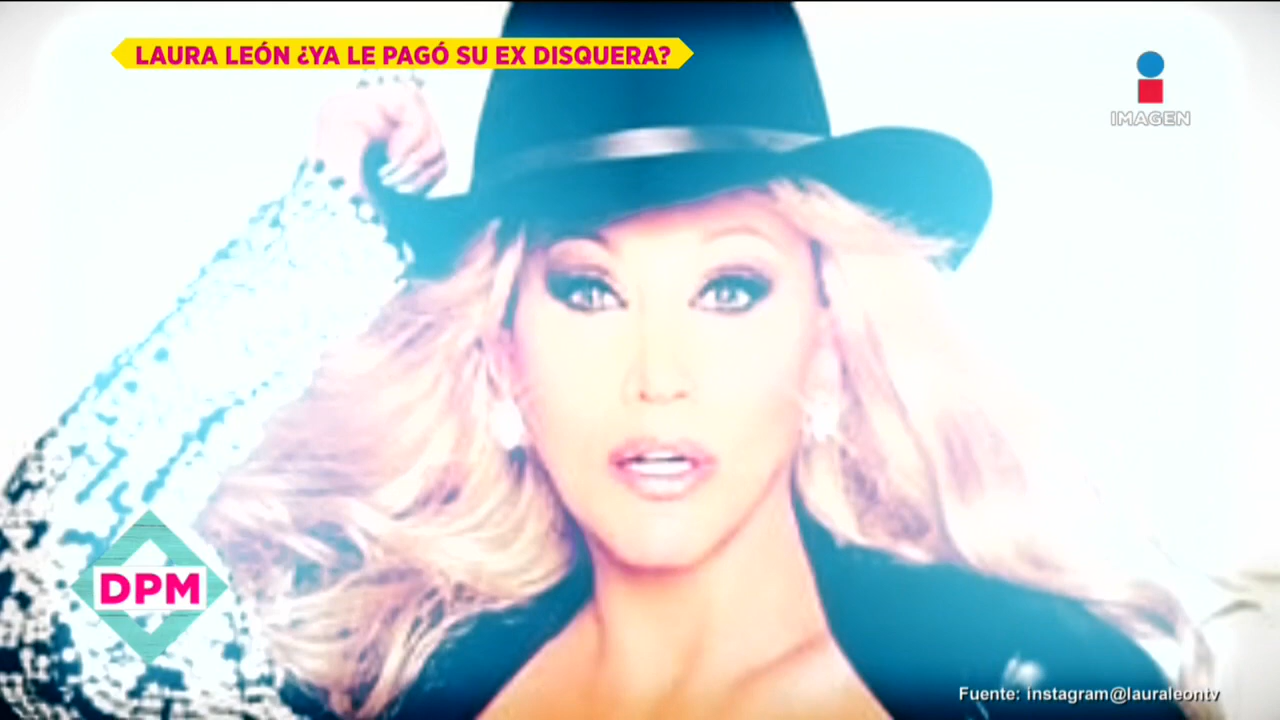 LAURA LEÓN ¿YA LE PAGÓ SU EX DISQUERA?
IMAGEN
DPM
Fuente: instagram@lauraleontv